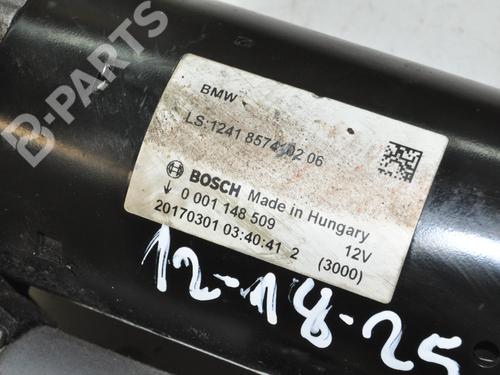 B-PARTS
BMW
LS:1241 02 06
BOSCH Made in Hungary
↓ 0 001 148 509
20170301 03:40:41 2
12V
(3000)
12-18-25